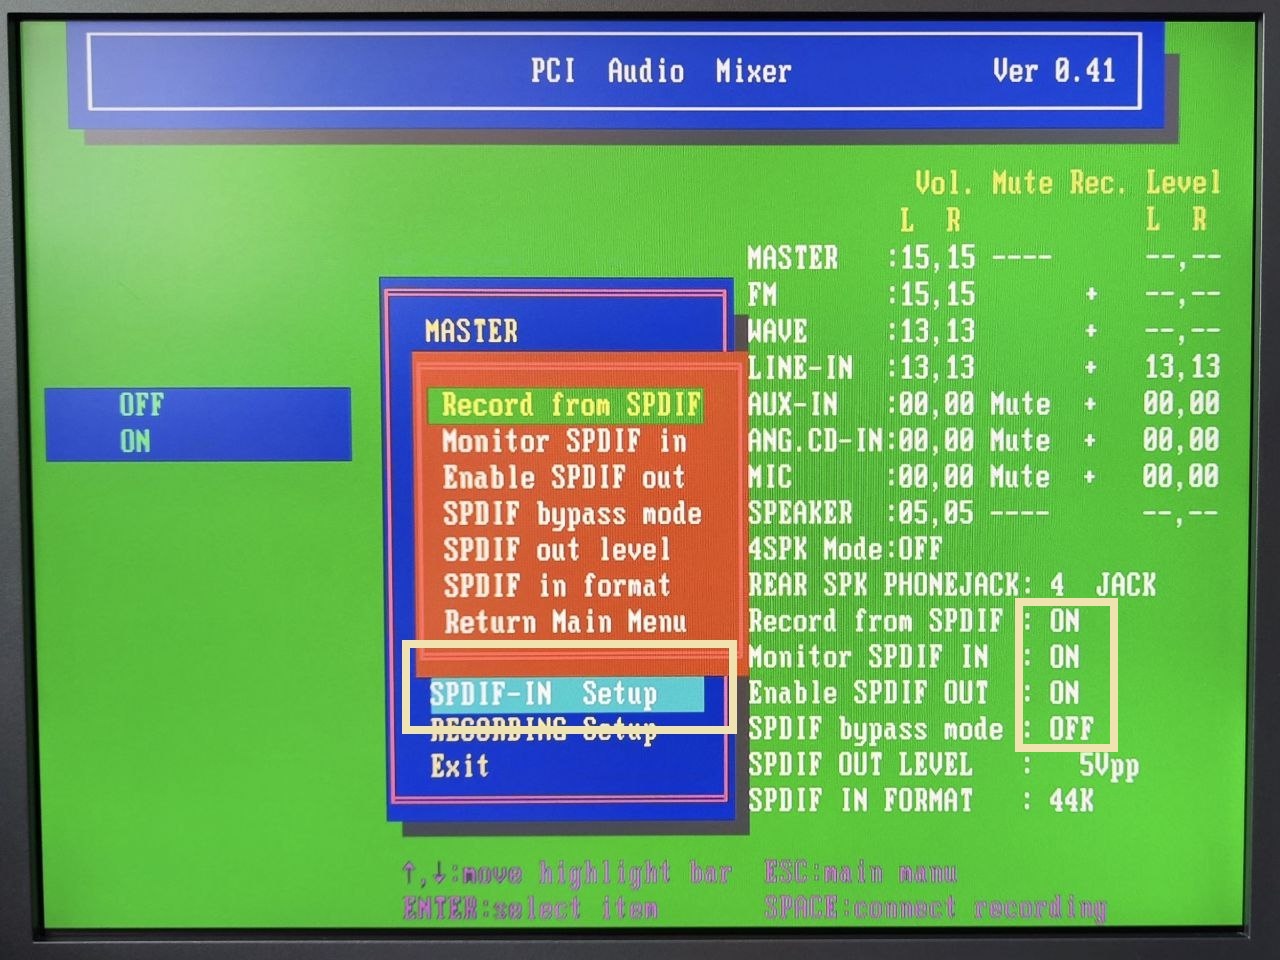 PCI Audio Mixer Ver 0.41
Vol. Mute Rec. Level
L R L R
MASTER :15,15 ---- --,--
FM :15,15 + --,--
WAVE :13,13 + --,--
LINE-IN :13,13 + 13,13
AUX-IN :00,00 Mute + 00,00
ANG.CD-IN:00,00 Mute + 00,00
MIC :00,00 Mute + 00,00
SPEAKER :05,05 ---- --,--
4SPK Mode:OFF
REAR SPK PHONEJACK: 4 JACK
Record from SPDIF : ON
Monitor SPDIF IN : ON
Enable SPDIF OUT : ON
SPDIF bypass mode : OFF
SPDIF OUT LEVEL : 5Vpp
SPDIF IN FORMAT : 44K
MASTER
Record from SPDIF
Monitor SPDIF in
Enable SPDIF out
SPDIF bypass mode
SPDIF out level
SPDIF in format
Return Main Menu
SPDIF-IN Setup
RECORDING Setup
Exit
OFF
ON
↑,↓:move highlight bar ESC:main manu
ENTER:select item SPACE:connect recording